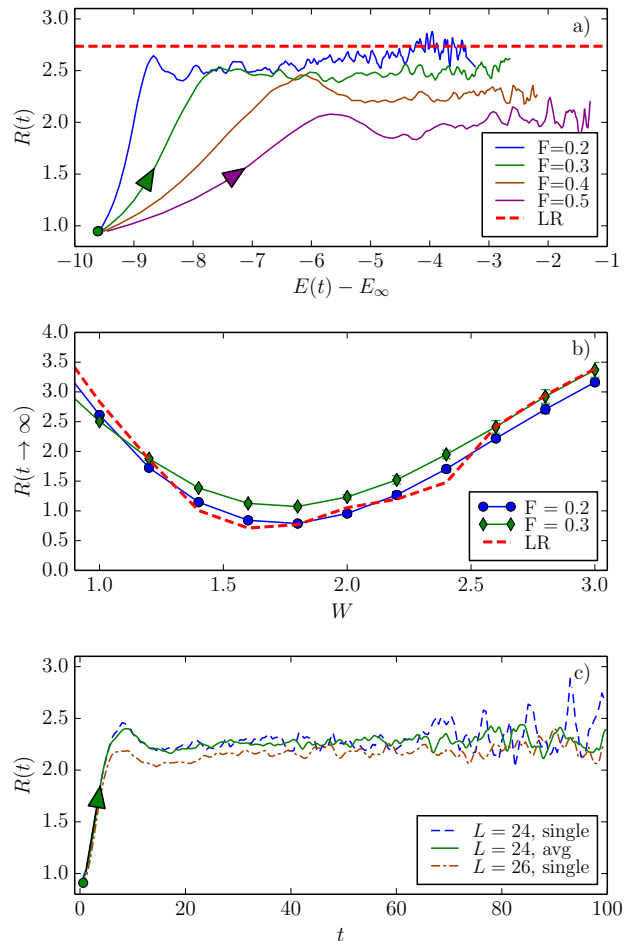 a)
3.0
2.5
2.0
1.5
1.0
R(t)
F=0.2
F=0.3
F=0.4
F=0.5
LR
−10 −9 −8 −7 −6 −5 −4 −3 −2 −1
E(t) − E∞
b)
4.0
3.5
3.0
2.5
2.0
1.5
1.0
0.5
0.0
R(t → ∞)
F = 0.2
F = 0.3
LR
1.0 1.5 2.0 2.5 3.0
W
c)
3.0
2.5
2.0
1.5
1.0
R(t)
L = 24, single
L = 24, avg
L = 26, single
0 20 40 60 80 100
t